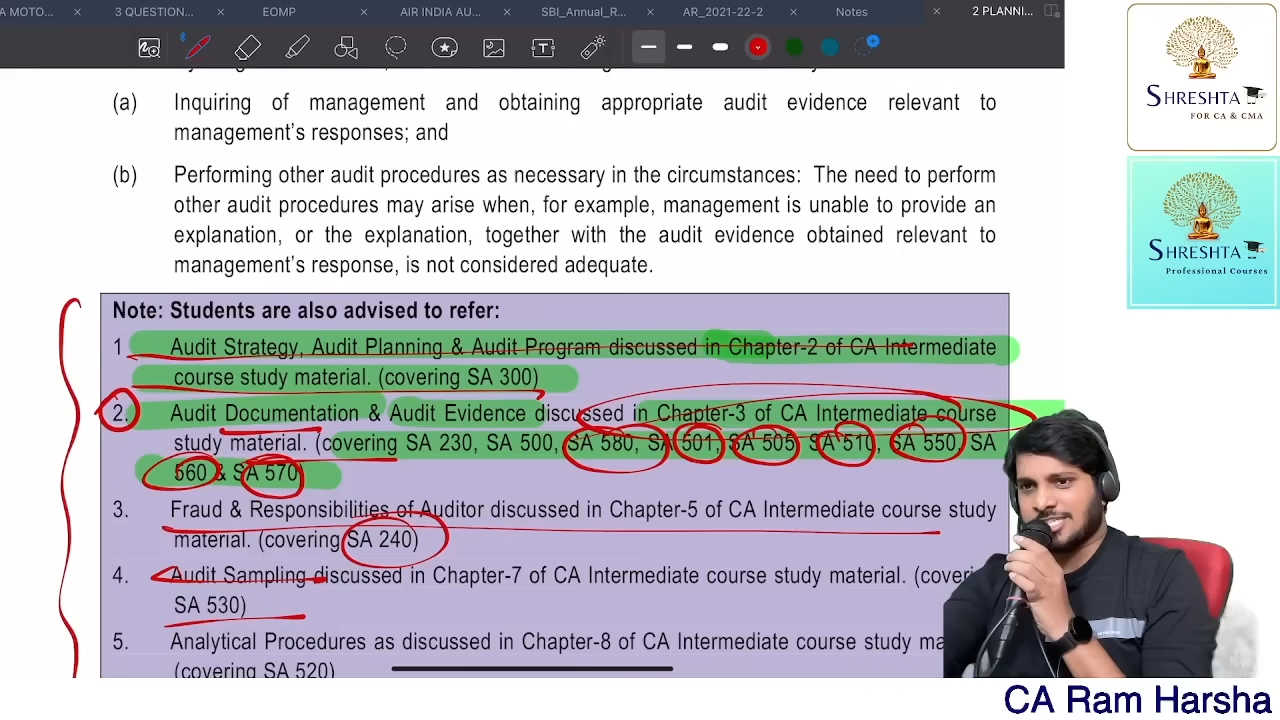 A MOTO...
3 QUESTION...
EOMP
AIR INDIA AU...
SBI_Annual_R...
AR_2021-22-2
Notes
2 PLANNI...
(a) Inquiring of management and obtaining appropriate audit evidence relevant to
management's responses; and
(b) Performing other audit procedures as necessary in the circumstances: The need to perform
other audit procedures may arise when, for example, management is unable to provide an
explanation, or the explanation, together with the audit evidence obtained relevant to
management's response, is not considered adequate.
Note: Students are also advised to refer:
1 Audit Strategy, Audit Planning & Audit Program discussed in Chapter-2 of CA Intermediate
course study material. (covering SA 300)
2. Audit Documentation & Audit Evidence discussed in Chapter-3 of CA Intermediate course
study material. (covering SA 230, SA 500, SA 580, SA 501, SA 505, SA 510, SA 550, SA
560 & SA 570)
3. Fraud & Responsibilities of Auditor discussed in Chapter-5 of CA Intermediate course study
material. (covering SA 240)
4. Audit Sampling discussed in Chapter-7 of CA Intermediate course study material. (coveri
SA 530)
5. Analytical Procedures as discussed in Chapter-8 of CA Intermediate course study ma
(covering SA 520)
SHRESHTA
FOR CA & CMA
SHRESHTA
Professional Courses
CA Ram Harsha